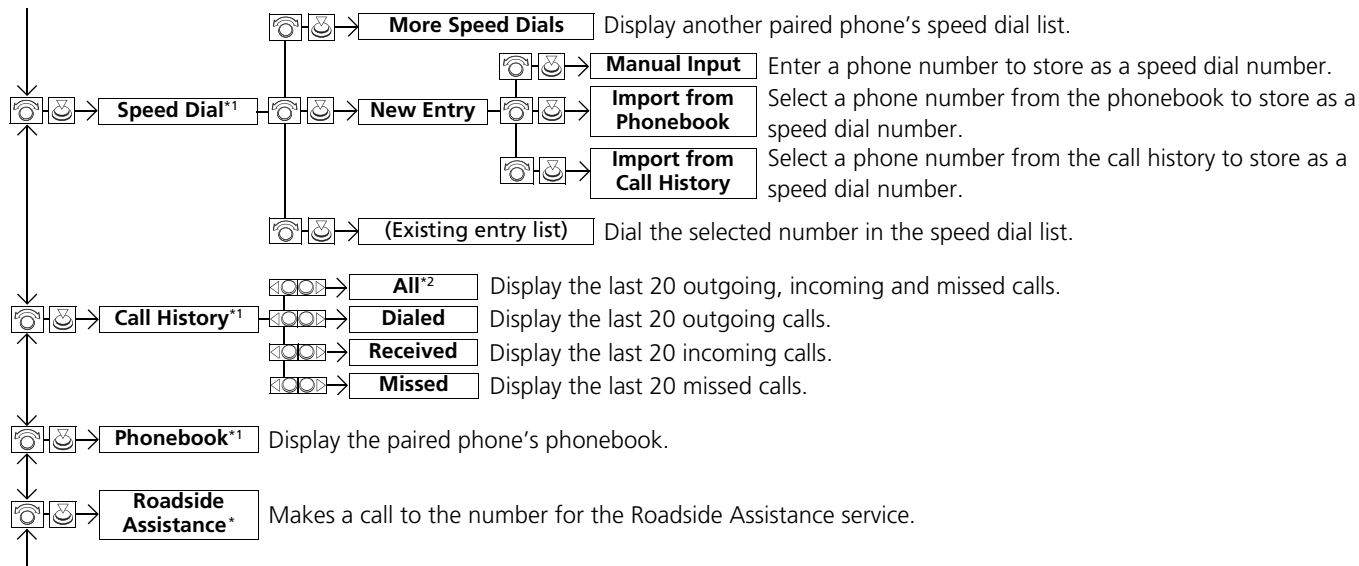 More Speed Dials Display another paired phone’s speed dial list.
Manual Input Enter a phone number to store as a speed dial number.
Speed Dial*1 New Entry Import from Phonebook Select a phone number from the phonebook to store as a
speed dial number.
Import from Call History Select a phone number from the call history to store as a
speed dial number.
(Existing entry list) Dial the selected number in the speed dial list.
All*2 Display the last 20 outgoing, incoming and missed calls.
Call History*1 Dialed Display the last 20 outgoing calls.
Received Display the last 20 incoming calls.
Missed Display the last 20 missed calls.
Phonebook*1 Display the paired phone’s phonebook.
Roadside
Assistance* Makes a call to the number for the Roadside Assistance service.